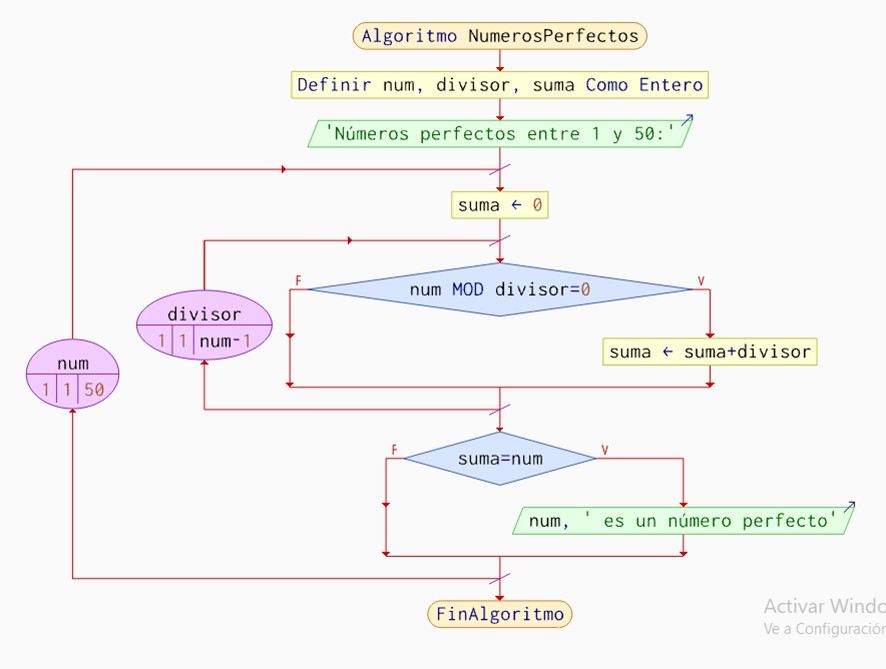 Algoritmo NumerosPerfectos
Definir num, divisor, suma Como Entero
'Números perfectos entre 1 y 50:'
suma ← 0
F
num MOD divisor=0
V
divisor
1 1 num-1
suma ← suma+divisor
num
1 1 50
F
suma=num
V
num, ' es un número perfecto'
FinAlgoritmo
Activar Windo
Ve a Configuración